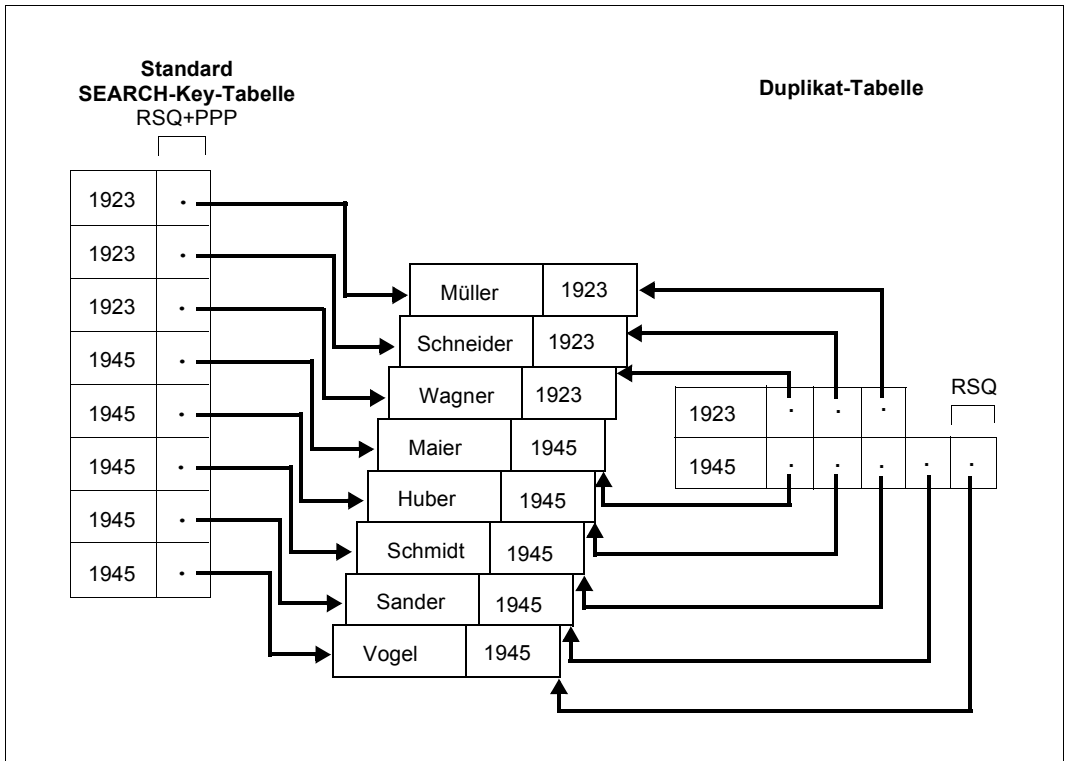 Standard
SEARCH-Key-Tabelle
RSQ+PPP
Duplikat-Tabelle
1923
1923
1923
1945
1945
1945
1945
1945
Müller 1923
Schneider 1923
Wagner 1923
Maier 1945
Huber 1945
Schmidt 1945
Sander 1945
Vogel 1945
RSQ
1923
1945